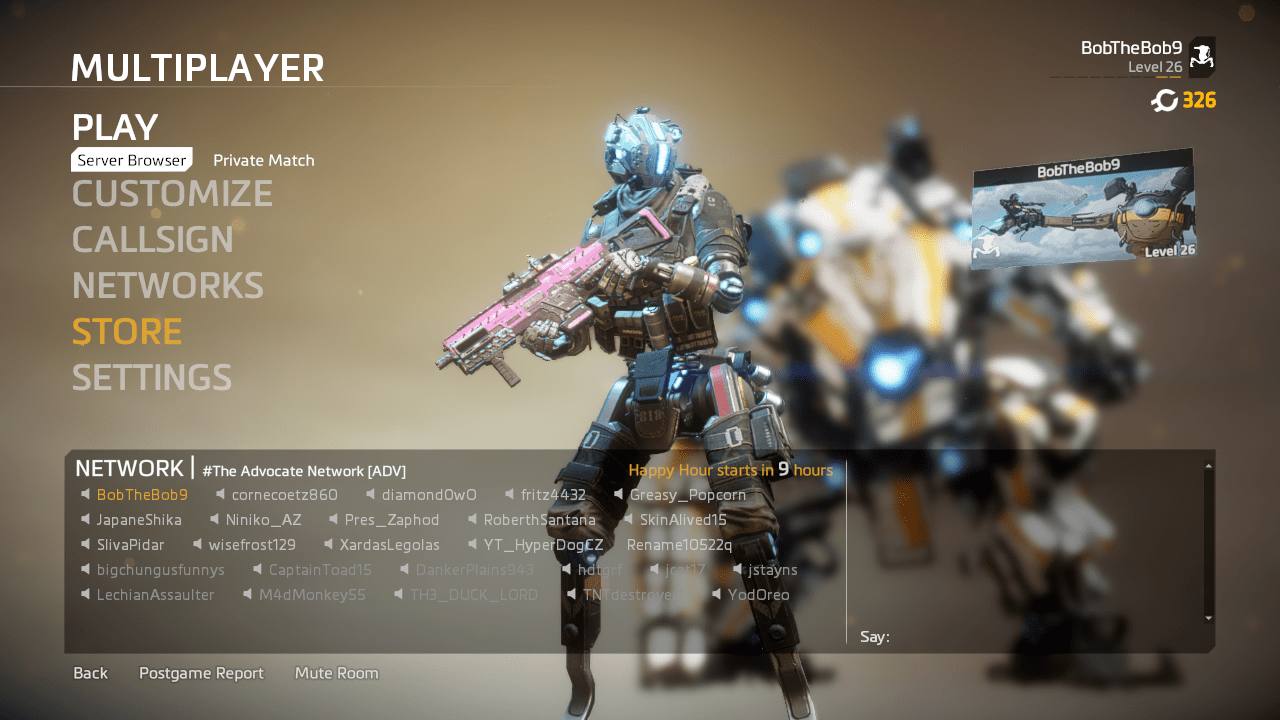 MULTIPLAYER
BobTheBob9
Level 26
326
PLAY
Server Browser Private Match
CUSTOMIZE
CALLSIGN
NETWORKS
STORE
SETTINGS
BobTheBob9
Level 26
NETWORK | #The Advocate Network [ADV] Happy Hour starts in 9 hours
BobTheBob9 cornecoetz860 diamondOwO fritz4432 Greasy_Popcorn
JapaneShika Niniko_AZ Pres_Zaphod RoberthSantana SkinAlived15
SlivaPidar wisefrost129 XardasLegolas YT_HyperDogCZ Rename10522q
bigchungusfunnys CaptainToad15 DankerPlains943 jcat17 jstayns
LechianAssaulter M4dMonkey55 TH3_DUCK_LORD YodOreo
Say:
Back Postgame Report Mute Room